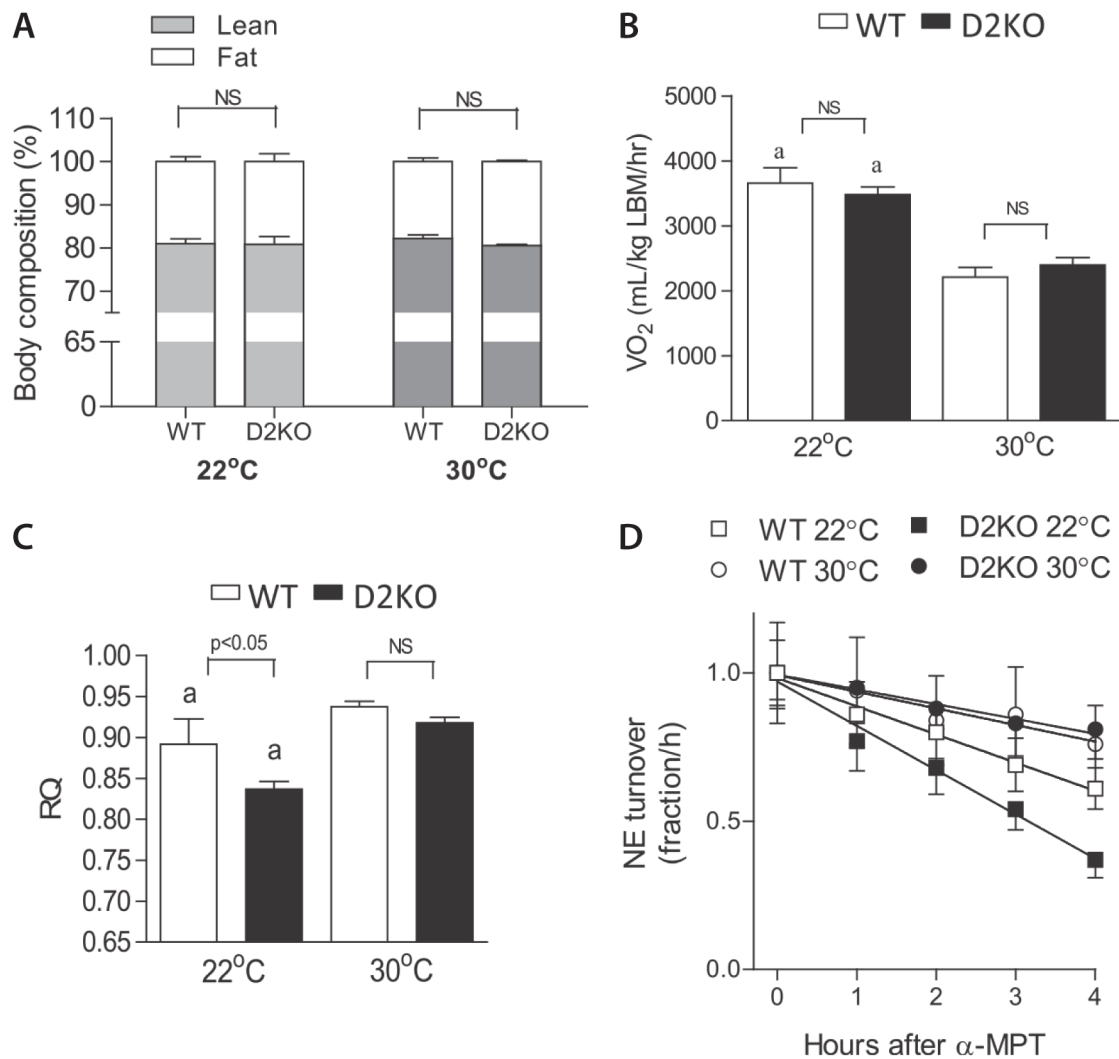 A
Lean
Fat
NS
NS
110
100
90
80
70
65
0
Body composition (%)
WT
D2KO
WT
D2KO
22°C
30°C
B
WT D2KO
5000
4000
3000
2000
1000
0
VO2 (mL/kg LBM/hr)
NS
a
a
NS
22°C
30°C
C
WT D2KO
p<0.05
NS
1.00
0.95
0.90
0.85
0.80
0.75
0.70
0.65
RQ
a
a
22°C
30°C
D
WT 22°C D2KO 22°C
WT 30°C D2KO 30°C
1.0
0.5
0.0
NE turnover
(fraction/h)
0 1 2 3 4
Hours after α-MPT